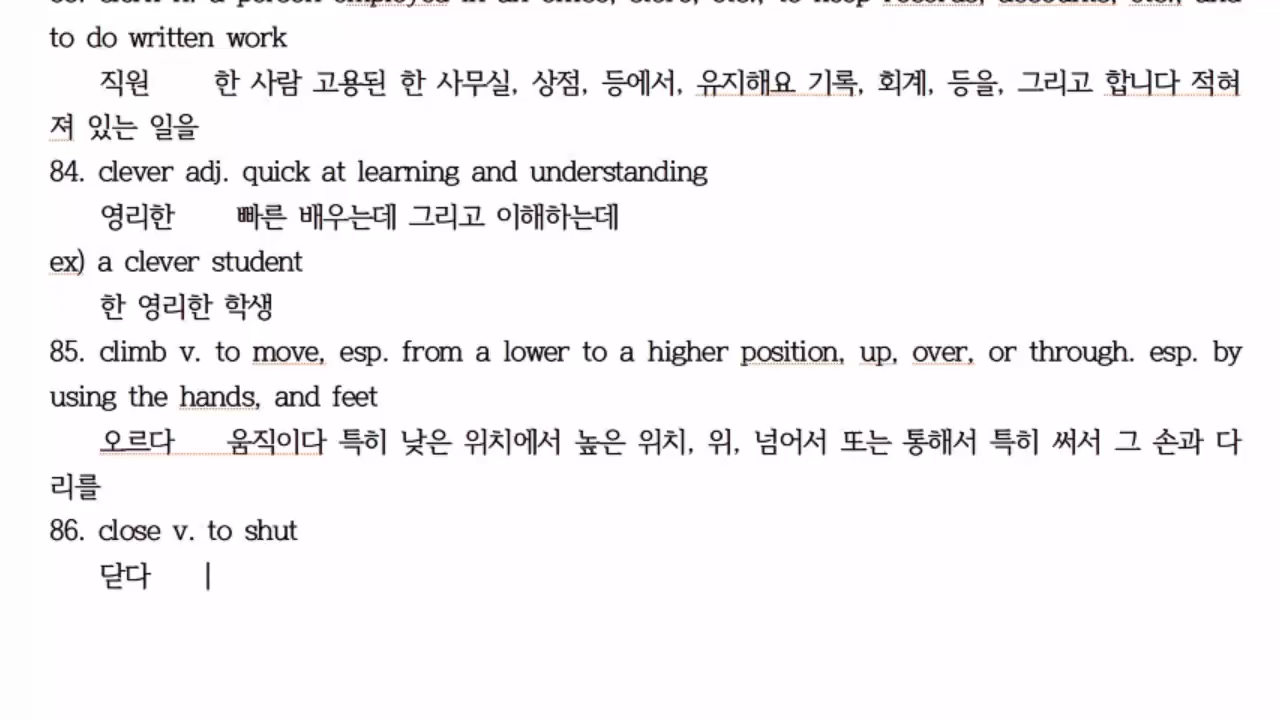 to do written work
직원 한 사람 고용된 한 사무실, 상점, 등에서, 유지해요 기록, 회계, 등을, 그리고 합니다 적혀
져 있는 일을
84. clever adj. quick at learning and understanding
영리한 빠른 배우는데 그리고 이해하는데
ex) a clever student
한 영리한 학생
85. climb v. to move, esp. from a lower to a higher position, up, over, or through. esp. by
using the hands, and feet
오르다 움직이다 특히 낮은 위치에서 높은 위치, 위, 넘어서 또는 통해서 특히 써서 그 손과 다
리를
86. close v. to shut
닫다